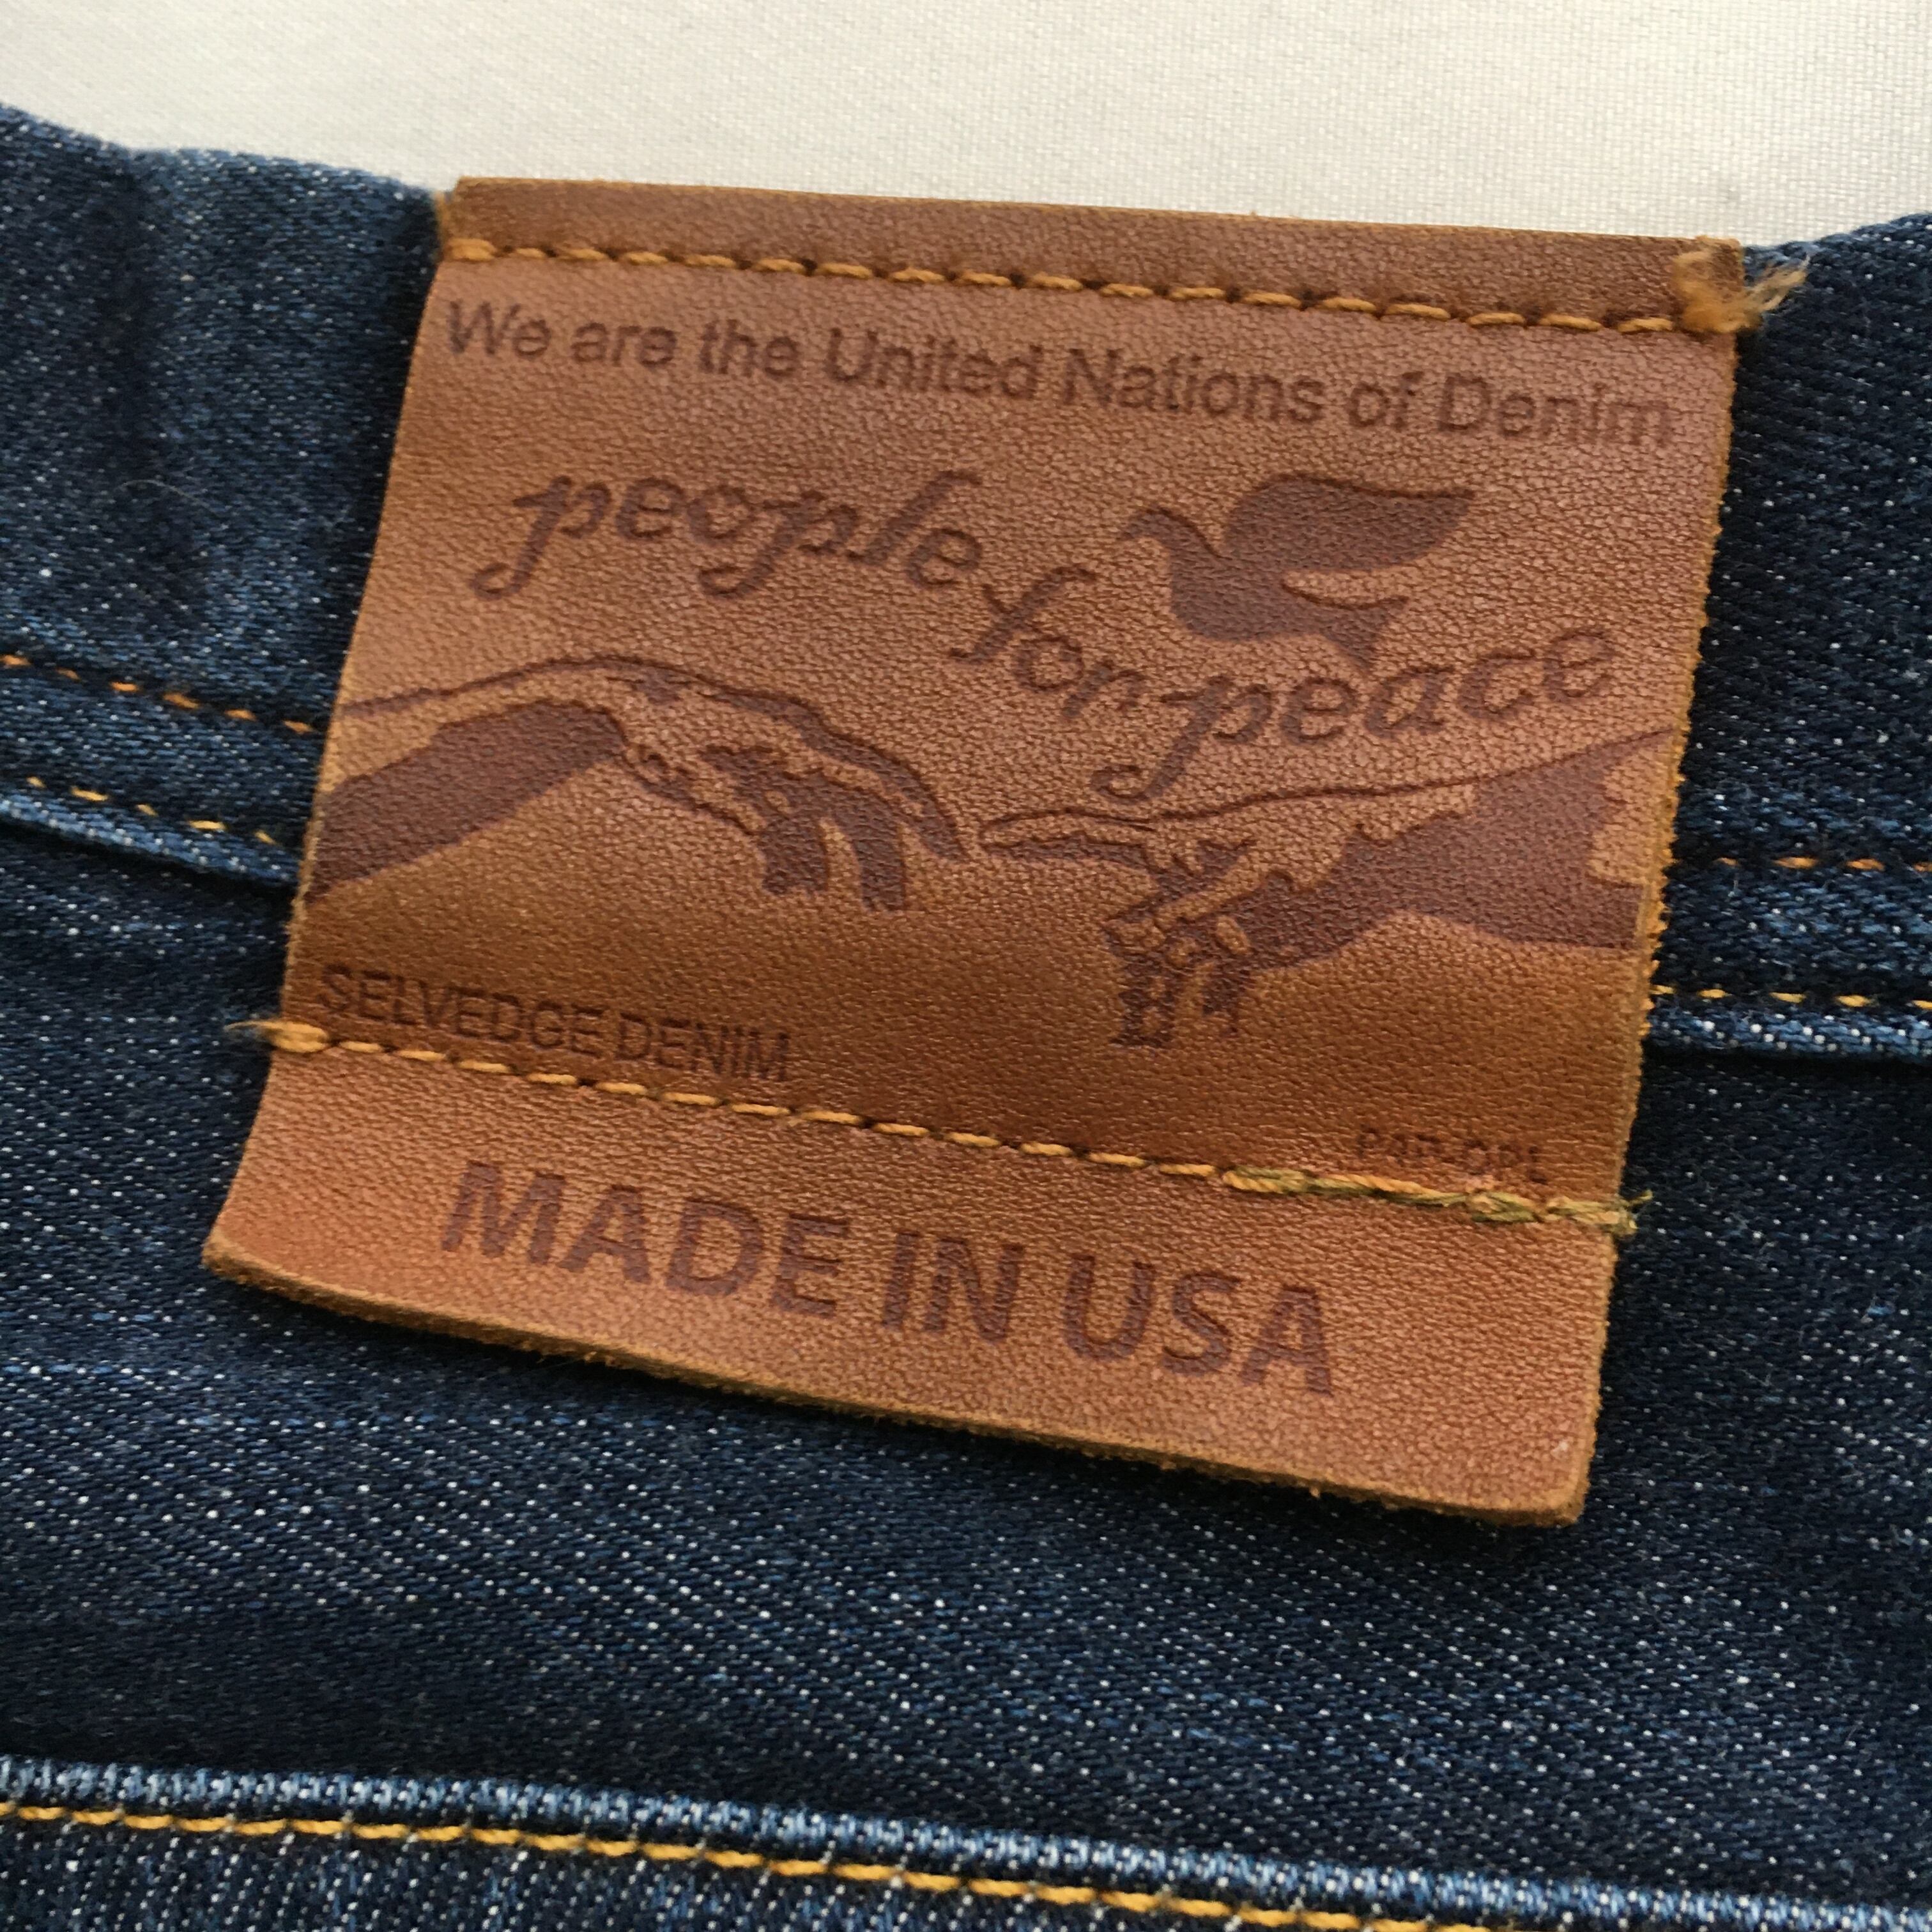 We are the United Nations of Denim
people for peace
SELVEDGE DENIM
MADE IN USA